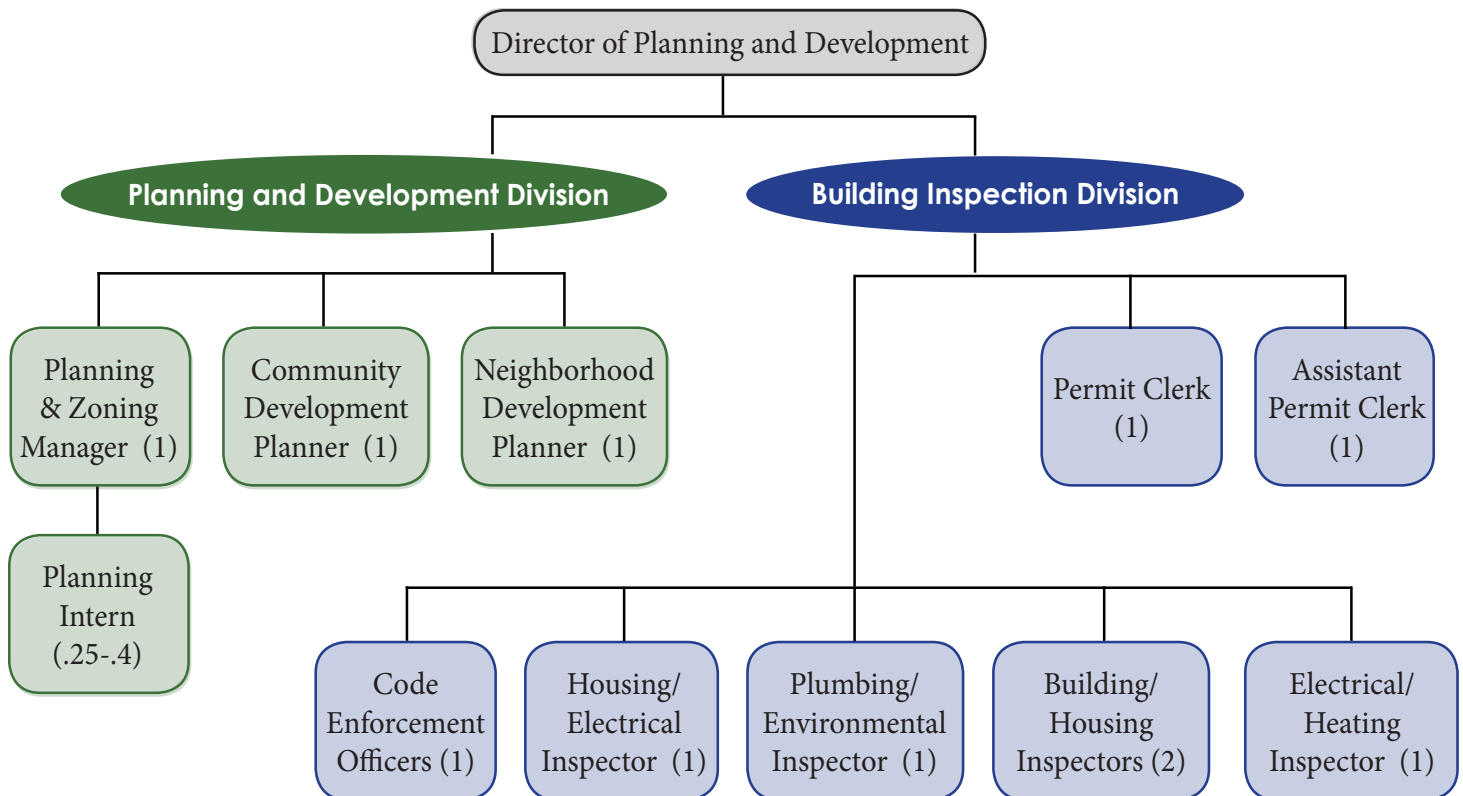 Director of Planning and Development
Planning and Development Division
Building Inspection Division
Planning
& Zoning
Manager (1)
Community
Development
Planner (1)
Neighborhood
Development
Planner (1)
Permit Clerk
(1)
Assistant
Permit Clerk
(1)
Planning
Intern
(.25-.4)
Code
Enforcement
Officers (1)
Housing/
Electrical
Inspector (1)
Plumbing/
Environmental
Inspector (1)
Building/
Housing
Inspectors (2)
Electrical/
Heating
Inspector (1)